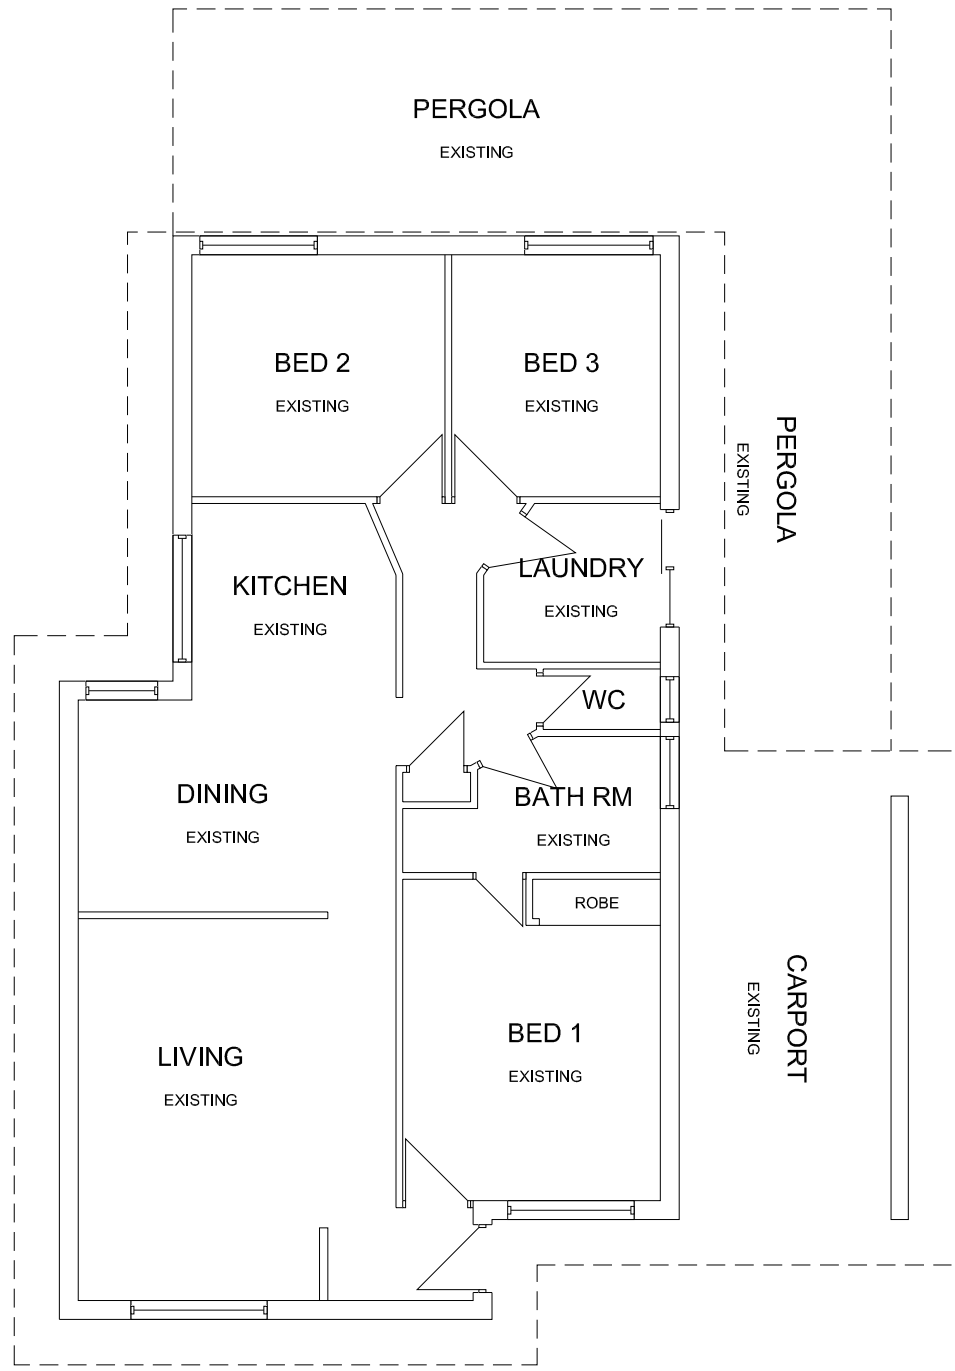 PERGOLA
EXISTING
BED 2
EXISTING
BED 3
EXISTING
PERGOLA
EXISTING
KITCHEN
EXISTING
LAUNDRY
EXISTING
WC
DINING
EXISTING
BATH RM
EXISTING
ROBE
LIVING
EXISTING
BED 1
EXISTING
CARPORT
EXISTING